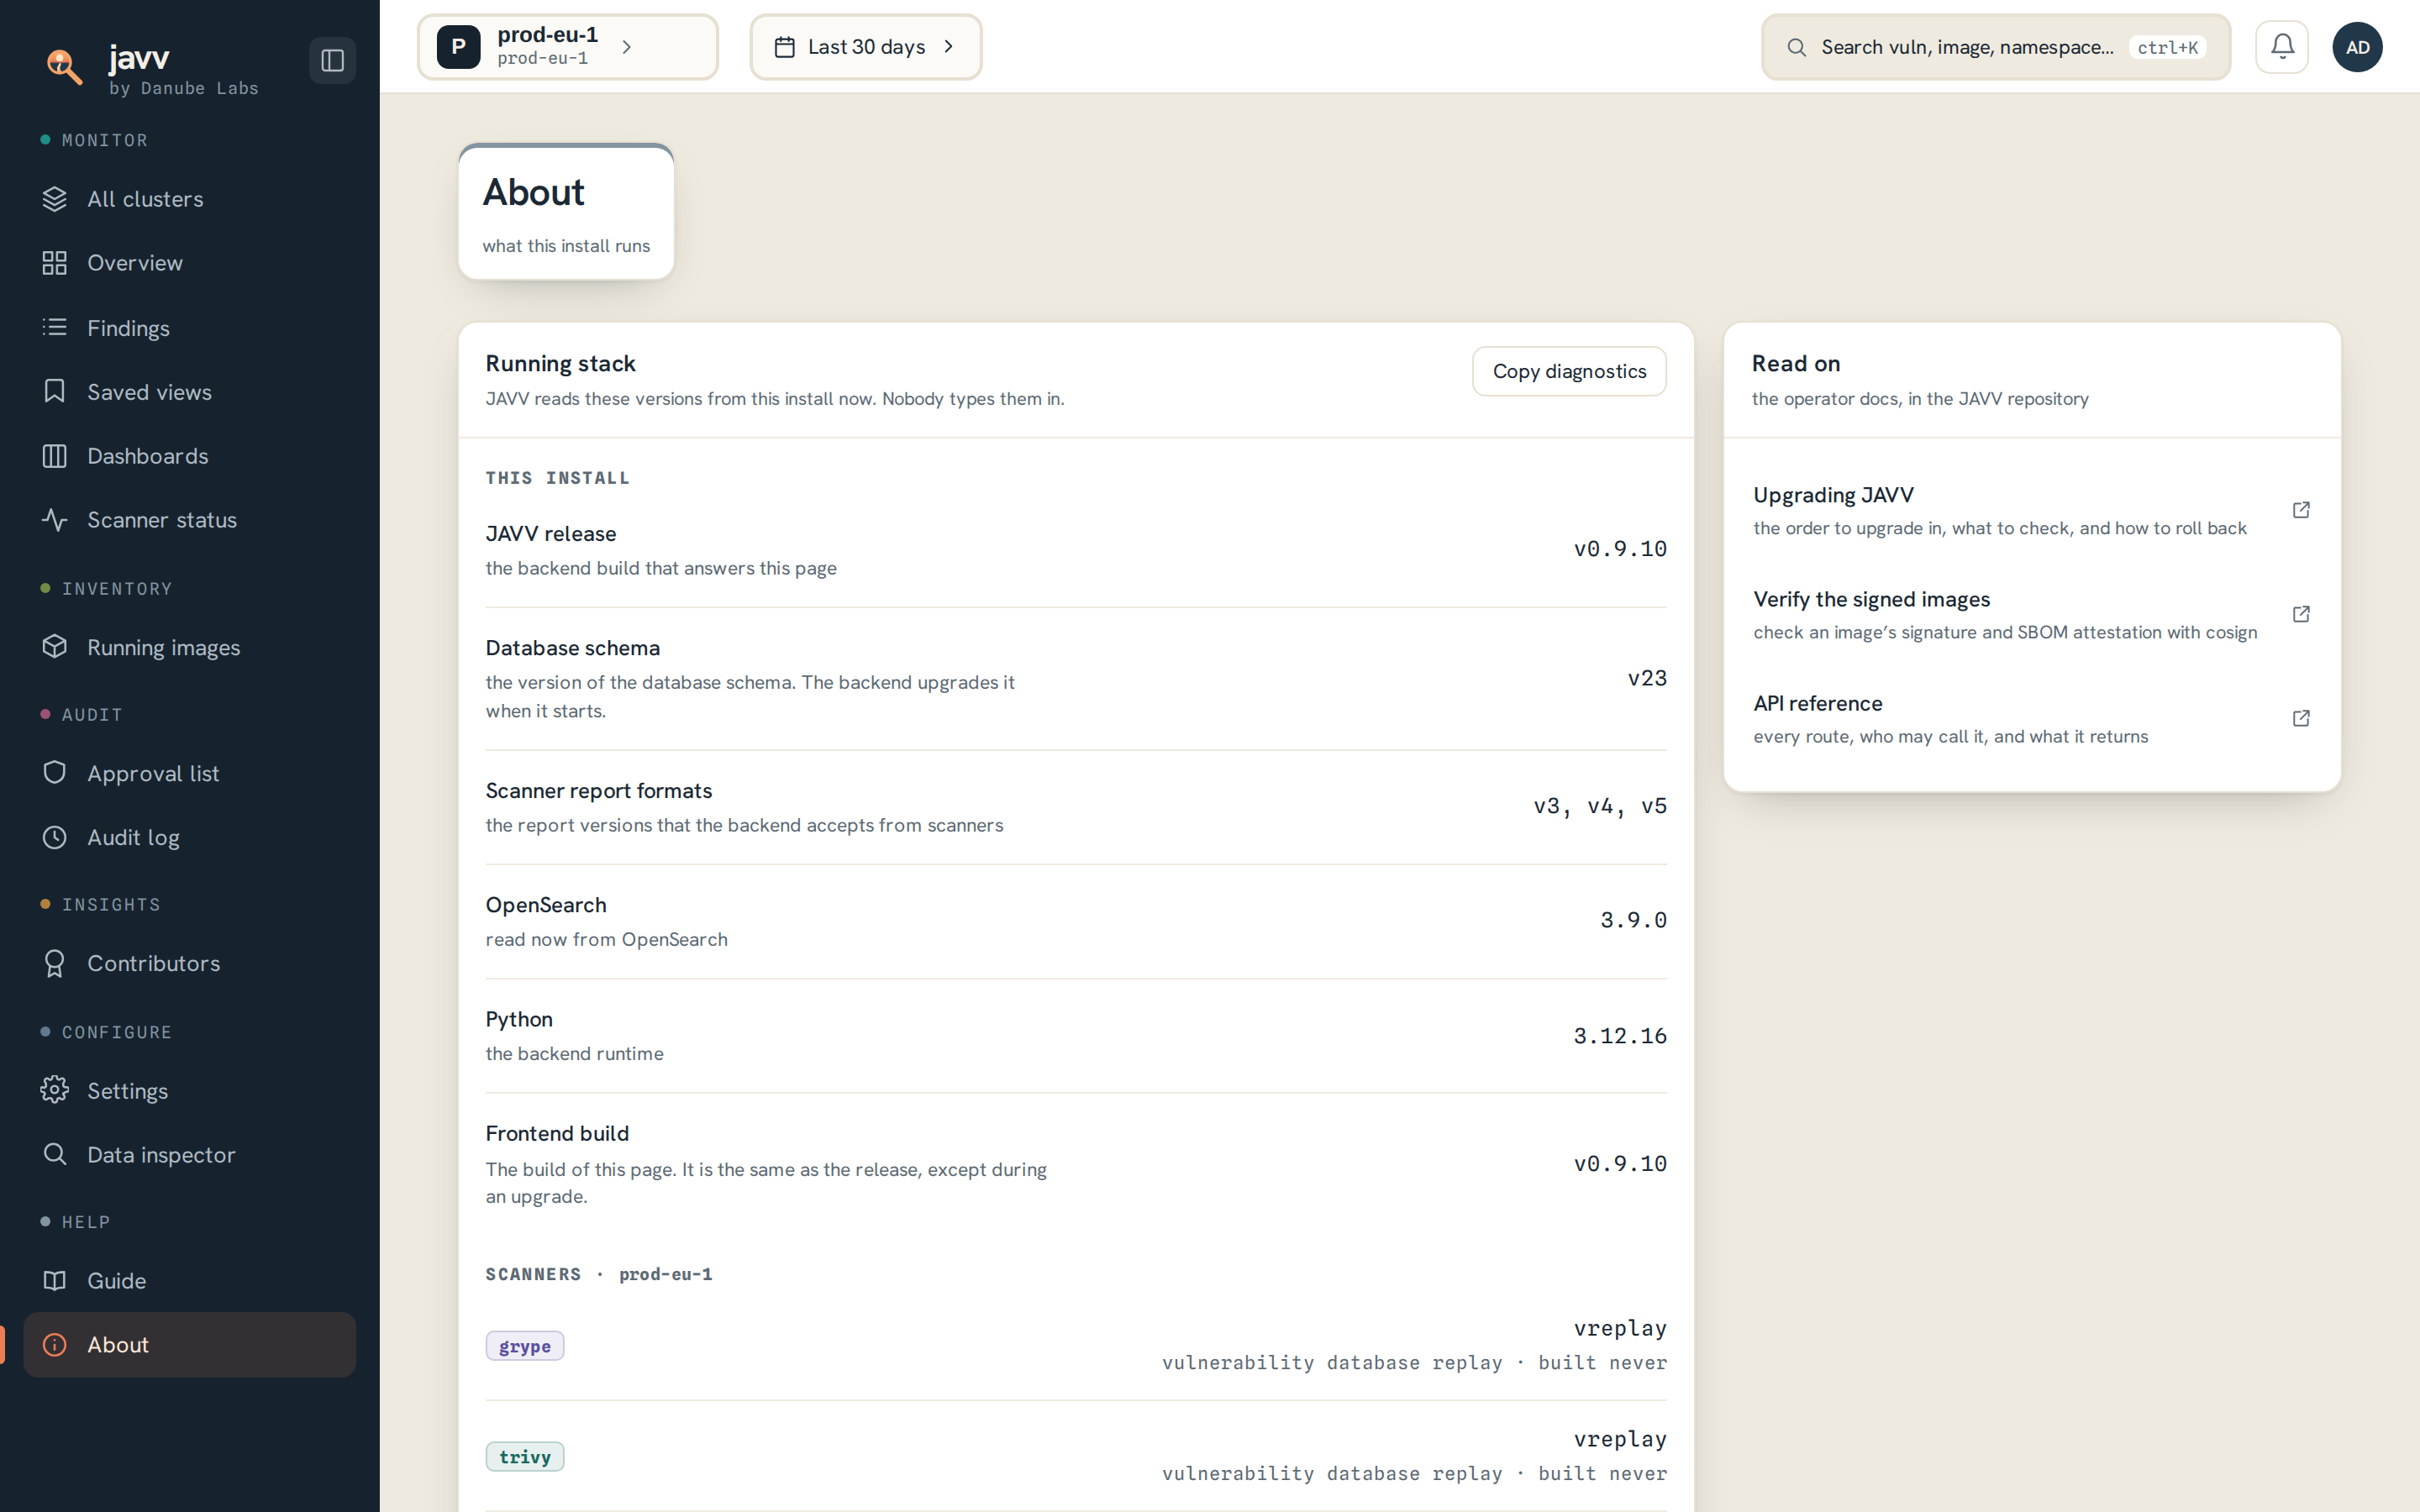 javv
by Danube Labs
MONITOR
All clusters
Overview
Findings
Saved views
Dashboards
Scanner status
INVENTORY
Running images
AUDIT
Approval list
Audit log
INSIGHTS
Contributors
CONFIGURE
Settings
Data inspector
HELP
Guide
About
P
prod-eu-1
prod-eu-1
Last 30 days
Search vuln, image, namespace...
ctrl+K
AD
About
what this install runs
Running stack
JAVV reads these versions from this install now. Nobody types them in.
Copy diagnostics
THIS INSTALL
JAVV release
the backend build that answers this page
v0.9.10
Database schema
the version of the database schema. The backend upgrades it
when it starts.
v23
Scanner report formats
the report versions that the backend accepts from scanners
v3, v4, v5
OpenSearch
read now from OpenSearch
3.9.0
Python
the backend runtime
3.12.16
Frontend build
The build of this page. It is the same as the release, except during
an upgrade.
v0.9.10
SCANNERS · prod-eu-1
grype
vreplay
vulnerability database replay · built never
trivy
vreplay
vulnerability database replay · built never
Read on
the operator docs, in the JAVV repository
Upgrading JAVV
the order to upgrade in, what to check, and how to roll back
Verify the signed images
check an image’s signature and SBOM attestation with cosign
API reference
every route, who may call it, and what it returns